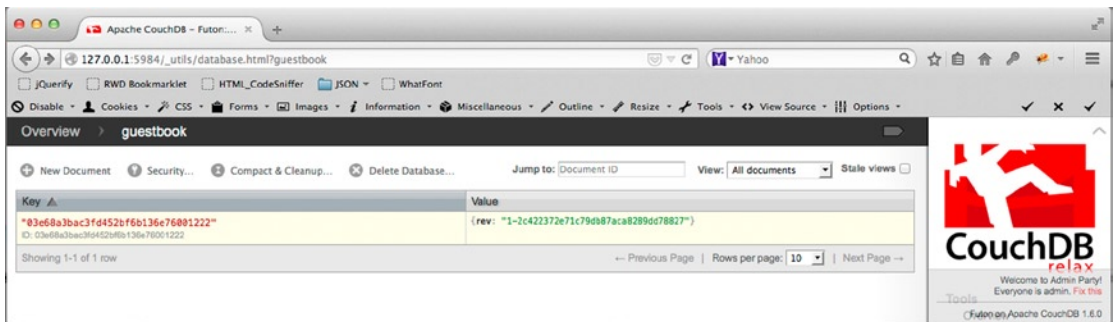 Apache CouchDB – Futon:...
127.0.0.1:5984/_utils/database.html?guestbook
Yahoo
jQuerify RWD Bookmarklet HTML_CodeSniffer JSON WhatFont
Disable Cookies CSS Forms Images Information Miscellaneous Outline Resize Tools View Source Options
Overview guestbook
New Document Security... Compact & Cleanup... Delete Database... Jump to: Document ID View: All documents Stale views
Key Value
"03e68a3bac3fd452bf6b136e76001222" {rev: "1-2c422372e71c79db87aca8289dd78827"}
ID: 03e68a3bac3fd452bf6b136e76001222
Showing 1-1 of 1 row ← Previous Page | Rows per page: 10 | Next Page →
CouchDB
relax
Welcome to Admin Party!
Everyone is admin. Fix this
Tools
Overview
Futon on Apache CouchDB 1.6.0